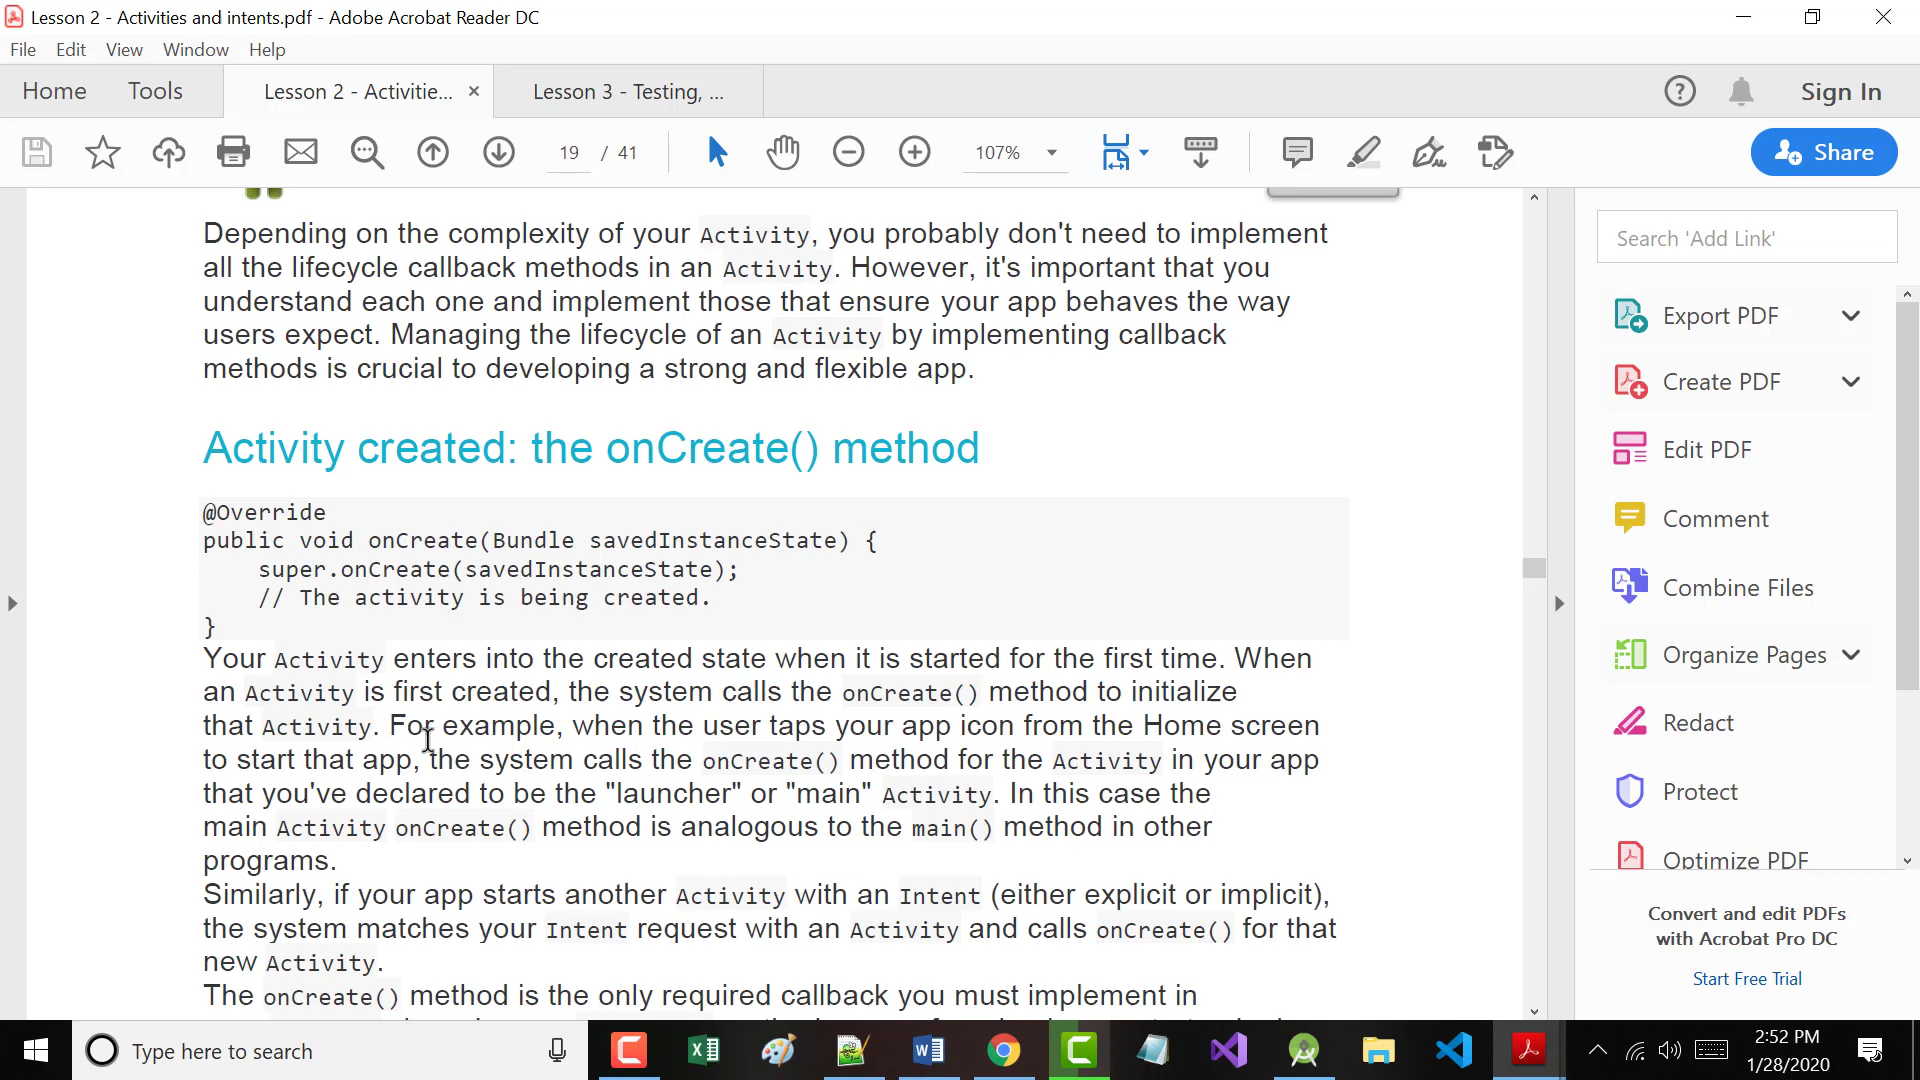 Lesson 2 - Activities and intents.pdf - Adobe Acrobat Reader DC
File Edit View Window Help
Home Tools Lesson 2 - Activitie... × Lesson 3 - Testing, ... Sign In
19 / 41 107% Share
Depending on the complexity of your Activity, you probably don't need to implement
all the lifecycle callback methods in an Activity. However, it's important that you
understand each one and implement those that ensure your app behaves the way
users expect. Managing the lifecycle of an Activity by implementing callback
methods is crucial to developing a strong and flexible app.
Activity created: the onCreate() method
@Override
public void onCreate(Bundle savedInstanceState) {
super.onCreate(savedInstanceState);
// The activity is being created.
}
Your Activity enters into the created state when it is started for the first time. When
an Activity is first created, the system calls the onCreate() method to initialize
that Activity. For example, when the user taps your app icon from the Home screen
to start that app, the system calls the onCreate() method for the Activity in your app
that you've declared to be the "launcher" or "main" Activity. In this case the
main Activity onCreate() method is analogous to the main() method in other
programs.
Similarly, if your app starts another Activity with an Intent (either explicit or implicit),
the system matches your Intent request with an Activity and calls onCreate() for that
new Activity.
The onCreate() method is the only required callback you must implement in
Search 'Add Link'
Export PDF
Create PDF
Edit PDF
Comment
Combine Files
Organize Pages
Redact
Protect
Optimize PDF
Convert and edit PDFs
with Acrobat Pro DC
Start Free Trial
Type here to search
2:52 PM
1/28/2020